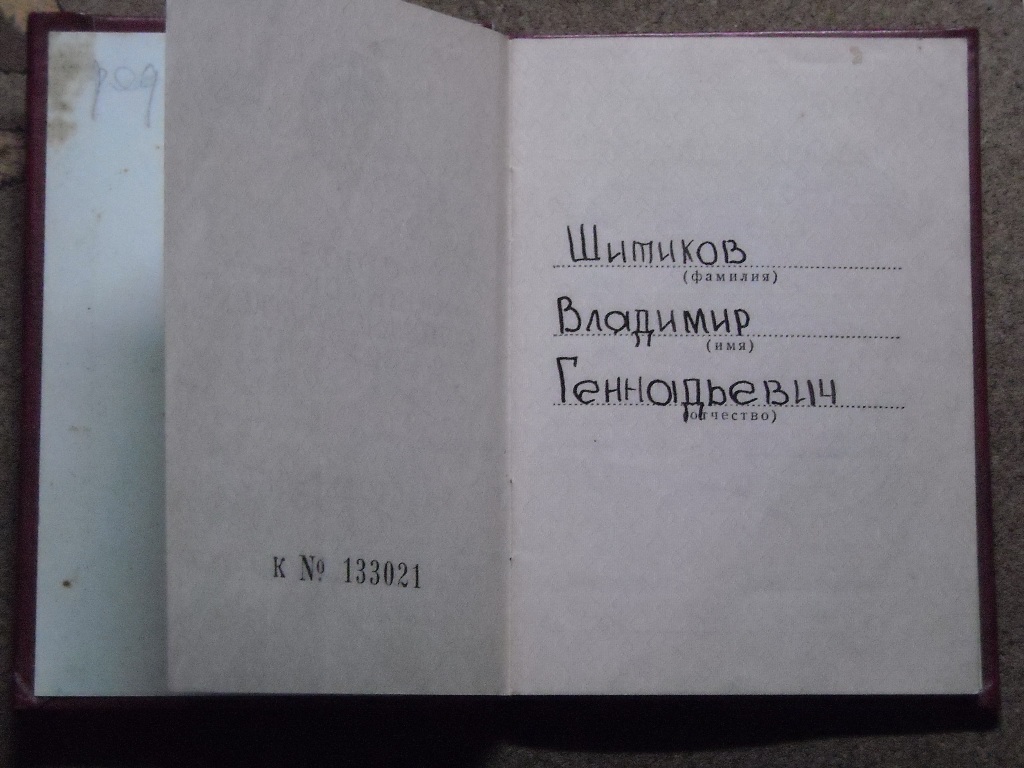 к № 133021
Шитиков
(фамилия)
Владимир
(имя)
Геннадьевич
(отчество)